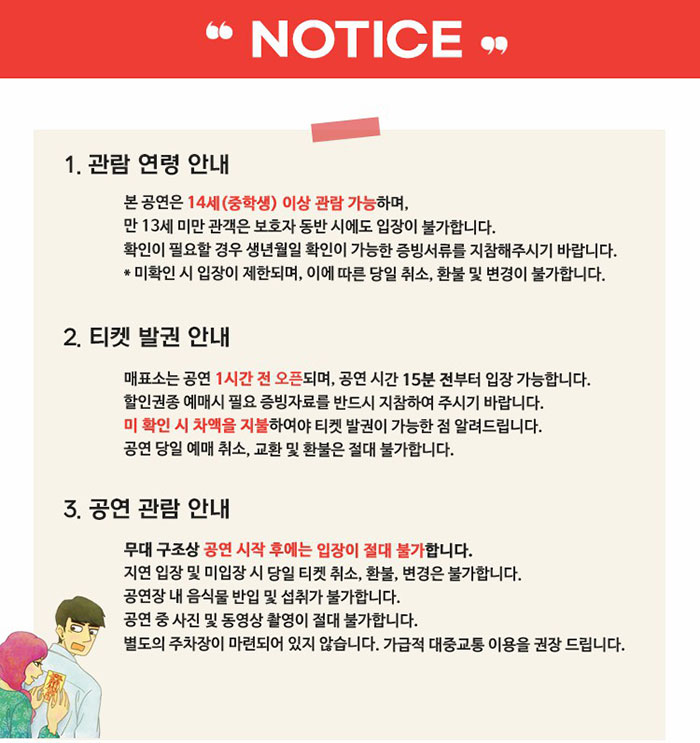 “ NOTICE ”
1. 관람 연령 안내
본 공연은 14세(중학생) 이상 관람 가능하며,
만 13세 미만 관객은 보호자 동반 시에도 입장이 불가합니다.
확인이 필요할 경우 생년월일 확인이 가능한 증빙서류를 지참해주시기 바랍니다.
* 미확인 시 입장이 제한되며, 이에 따른 당일 취소, 환불 및 변경이 불가합니다.
2. 티켓 발권 안내
매표소는 공연 1시간 전 오픈되며, 공연 시간 15분 전부터 입장 가능합니다.
할인권종 예매시 필요 증빙자료를 반드시 지참하여 주시기 바랍니다.
미 확인 시 차액을 지불하여야 티켓 발권이 가능한 점 알려드립니다.
공연 당일 예매 취소, 교환 및 환불은 절대 불가합니다.
3. 공연 관람 안내
무대 구조상 공연 시작 후에는 입장이 절대 불가합니다.
지연 입장 및 미입장 시 당일 티켓 취소, 환불, 변경은 불가합니다.
공연장 내 음식물 반입 및 섭취가 불가합니다.
공연 중 사진 및 동영상 촬영이 절대 불가합니다.
별도의 주차장이 마련되어 있지 않습니다. 가급적 대중교통 이용을 권장 드립니다.